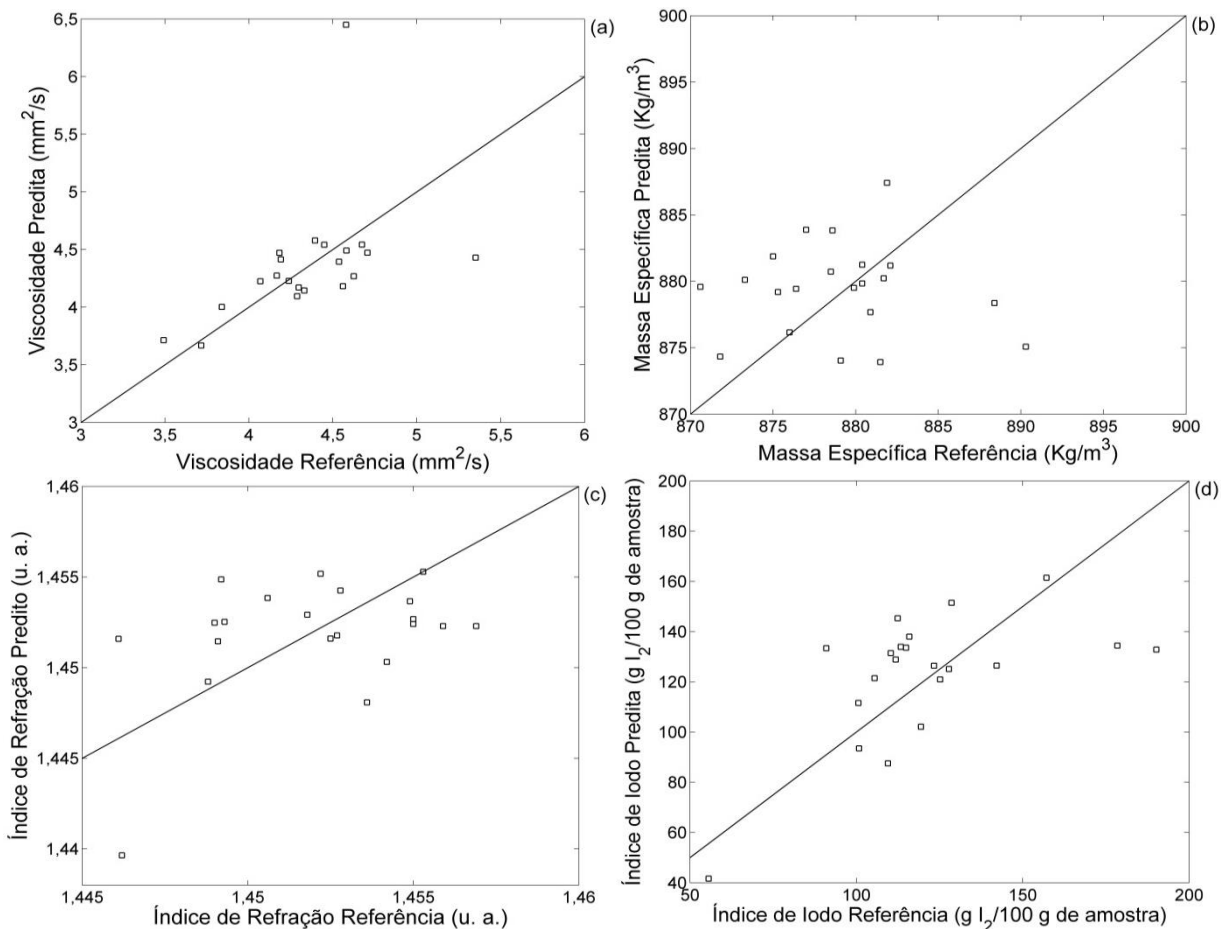 (a)
Viscosidade Predita (mm²/s)
6,5
6
5,5
5
4,5
4
3,5
3
3 3,5 4 4,5 5 5,5 6
Viscosidade Referência (mm²/s)
(b)
Massa Específica Predita (Kg/m³)
900
895
890
885
880
875
870
870 875 880 885 890 895 900
Massa Específica Referência (Kg/m³)
(c)
Índice de Refração Predito (u. a.)
1,46
1,455
1,45
1,445
1,44
1,445 1,45 1,455 1,46
Índice de Refração Referência (u. a.)
(d)
Índice de Iodo Predita (g I₂/100 g de amostra)
200
180
160
140
120
100
80
60
40
50 100 150 200
Índice de Iodo Referência (g I₂/100 g de amostra)